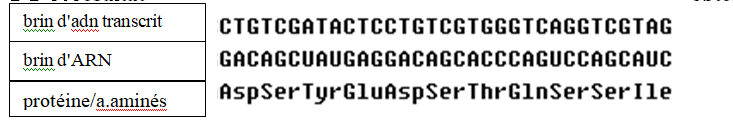 brin d'adn transcrit CTGTCGATACTCCTGTCGTGGGTCAGGTCGTAG
brin d'ARN GACAGCUAUGAGGACAGCACCCAGUCCAGCAUC
protéine/a.aminés AspSerTyrGluAspSerThrGlnSerSerIle